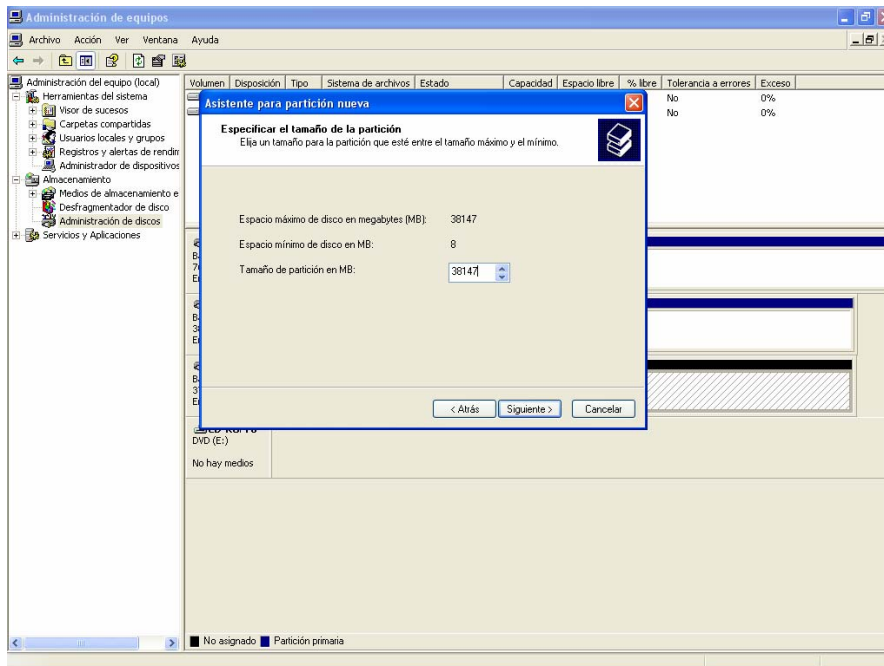 Administración de equipos
Archivo Acción Ver Ventana Ayuda
Administración del equipo (local)
Herramientas del sistema
Visor de sucesos
Carpetas compartidas
Usuarios locales y grupos
Registros y alertas de rendim
Administrador de dispositivos
Almacenamiento
Medios de almacenamiento e
Desfragmentador de disco
Administración de discos
Servicios y Aplicaciones
Volumen Disposición Tipo Sistema de archivos Estado Capacidad Espacio libre % libre Tolerancia a errores Exceso
No 0%
No 0%
Asistente para partición nueva
Especificar el tamaño de la partición
Elija un tamaño para la partición que esté entre el tamaño máximo y el mínimo.
Espacio máximo de disco en megabytes (MB): 38147
Espacio mínimo de disco en MB: 8
Tamaño de partición en MB: 38147
< Atrás Siguiente > Cancelar
DVD (E:)
No hay medios
No asignado Partición primaria